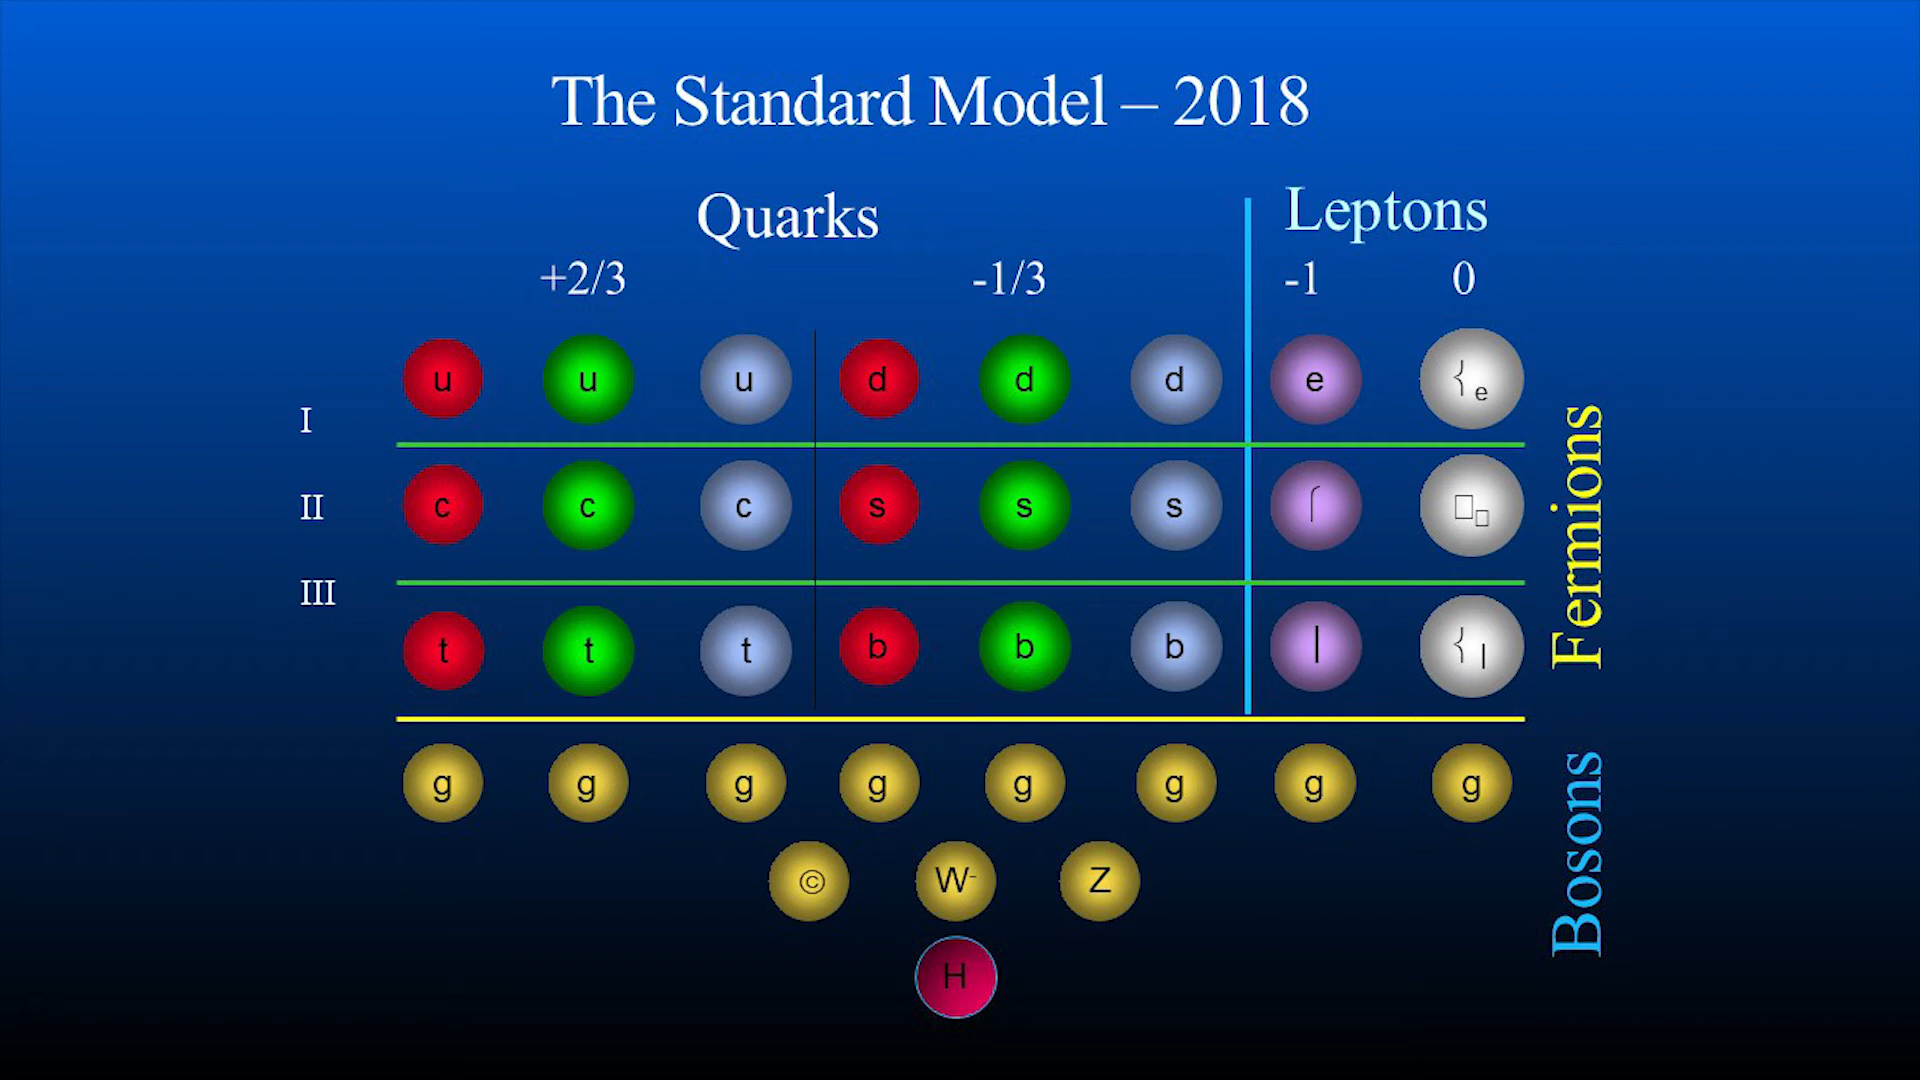 The Standard Model – 2018
Quarks
Leptons
+2/3
-1/3
-1
0
u u u d d d e {e
I
c c c s s s ⌠ □□
II
III
t t t b b b | {|
Fermions
g g g g g g g g
© W- Z
H
Bosons